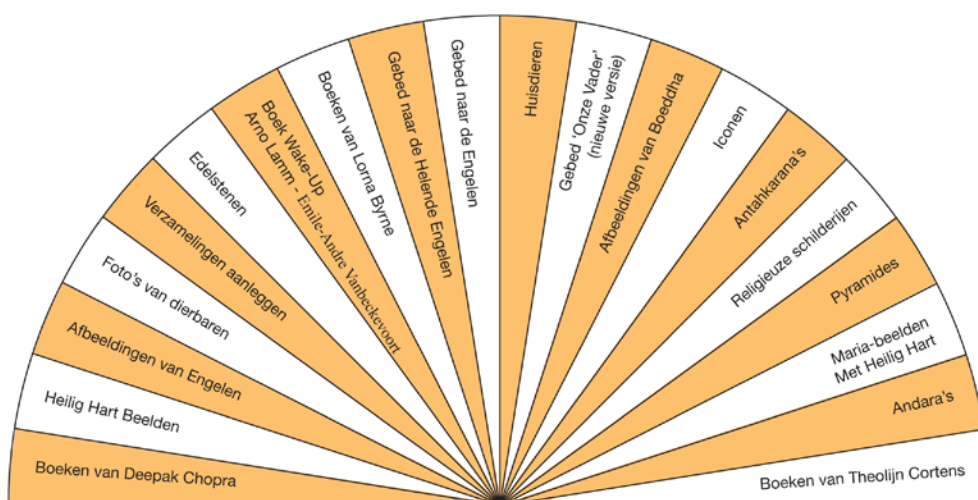 Boeken van Deepak Chopra
Heilig Hart Beelden
Afbeeldingen van Engelen
Foto's van dierbaren
Verzamelingen aanleggen
Edelstenen
Boek Wake-Up
Arno Lamm - Emile-Andre Vanbeckevoort
Boeken van Lorna Byrne
Gebed naar de Helende Engelen
Gebed naar de Engelen
Huisdieren
Gebed ‘Onze Vader’
(nieuwe versie)
Afbeeldingen van Boeddha
Iconen
Antahkarana's
Religieuze schilderijen
Pyramides
Maria-beelden
Met Heilig Hart
Andara's
Boeken van Theolijn Cortens